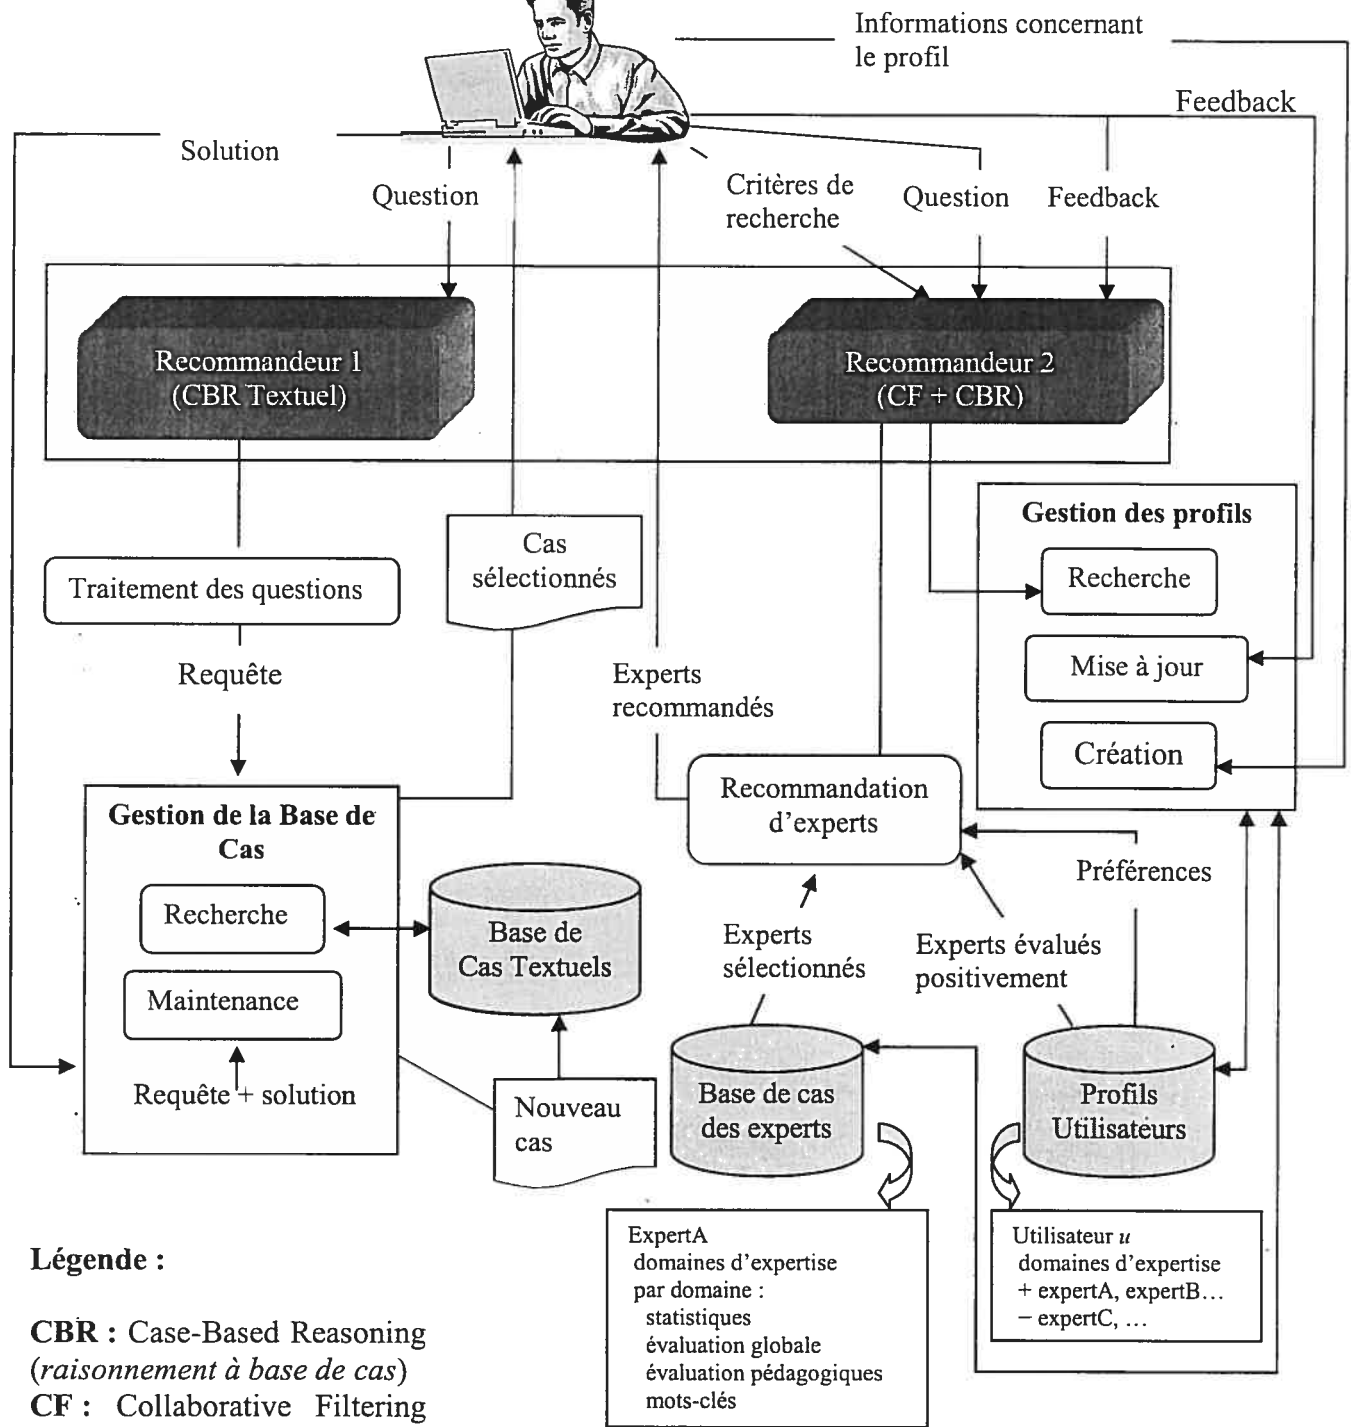 Informations concernant
le profil
Feedback
Solution
Question
Critères de
recherche
Question
Feedback
Recommandeur 1
(CBR Textuel)
Recommandeur 2
(CF + CBR)
Gestion des profils
Recherche
Mise à jour
Création
Traitement des questions
Cas
sélectionnés
Requête
Experts
recommandés
Recommandation
d'experts
Gestion de la Base de
Cas
Recherche
Maintenance
Requête + solution
Base de
Cas Textuels
Nouveau
cas
Préférences
Experts
sélectionnés
Experts évalués
positivement
Base de cas
des experts
Profils
Utilisateurs
ExpertA
domaines d'expertise
par domaine :
statistiques
évaluation globale
évaluation pédagogiques
mots-clés
Utilisateur u
domaines d'expertise
+ expertA, expertB…
− expertC, …
Légende :
CBR : Case-Based Reasoning
(raisonnement à base de cas)
CF : Collaborative Filtering